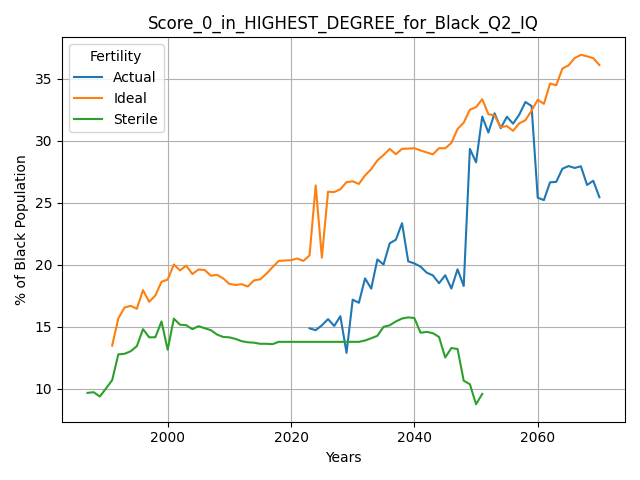 Score_0_in_HIGHEST_DEGREE_for_Black_Q2_IQ
Fertility
Actual
Ideal
Sterile
% of Black Population
35
30
25
20
15
10
2000
2020
2040
2060
Years